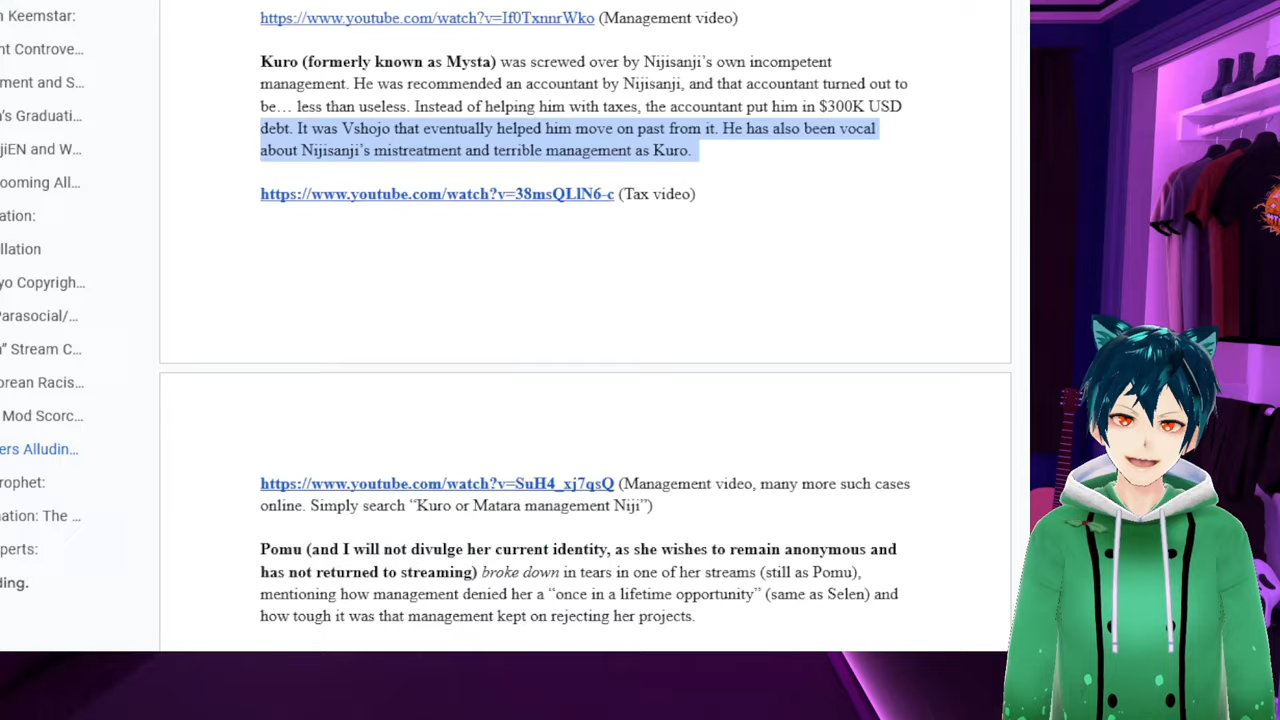 n Keemstar:
nt Controve…
ment and S…
a's Graduati…
jiEN and W…
ooming All…
ation:
llation
yo Copyrigh…
Parasocial/…
" Stream C…
orean Racis…
Mod Scorc…
ers Alludin…
rophet:
nation: The …
perts:
ding.
https://www.youtube.com/watch?v=If0TxnnrWko (Management video)
Kuro (formerly known as Mysta) was screwed over by Nijisanji's own incompetent
management. He was recommended an accountant by Nijisanji, and that accountant turned out to
be… less than useless. Instead of helping him with taxes, the accountant put him in $300K USD
debt. It was Vshojo that eventually helped him move on past from it. He has also been vocal
about Nijisanji's mistreatment and terrible management as Kuro.
https://www.youtube.com/watch?v=38msQLlN6-c (Tax video)
https://www.youtube.com/watch?v=SuH4_xj7qsQ (Management video, many more such cases
online. Simply search “Kuro or Matara management Niji”)
Pomu (and I will not divulge her current identity, as she wishes to remain anonymous and
has not returned to streaming) broke down in tears in one of her streams (still as Pomu),
mentioning how management denied her a “once in a lifetime opportunity” (same as Selen) and
how tough it was that management kept on rejecting her projects.